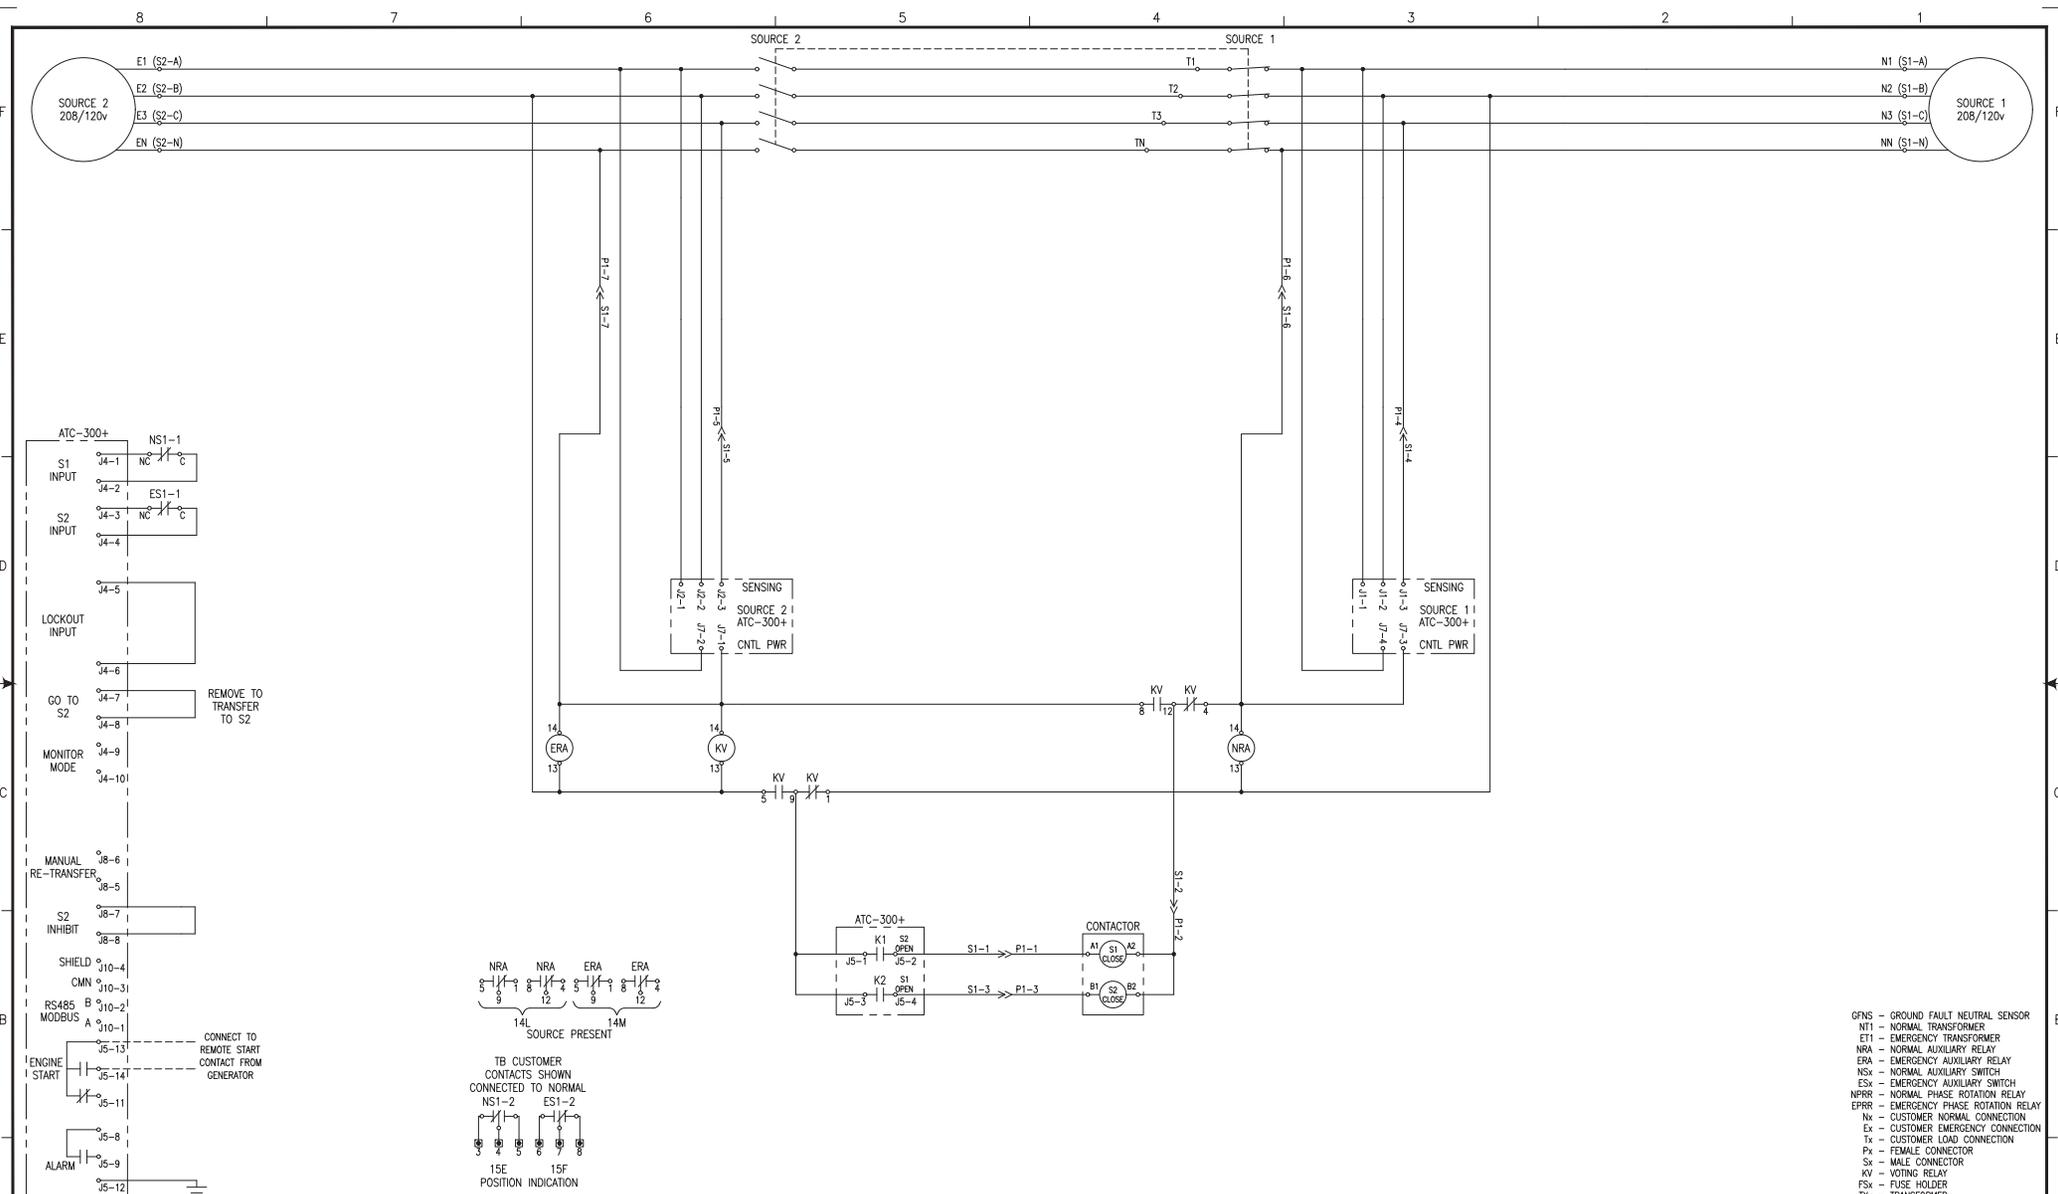 8 7 6 5 4 3 2 1
F
E
D
C
B
SOURCE 2
SOURCE 1
E1 (S2-A)
E2 (S2-B)
E3 (S2-C)
EN (S2-N)
SOURCE 2
208/120v
T1
T2
T3
TN
N1 (S1-A)
N2 (S1-B)
N3 (S1-C)
NN (S1-N)
SOURCE 1
208/120v
P1-7
S1-7
P1-6
S1-6
P1-5
S1-5
P1-4
S1-4
ATC-300+
S1
INPUT
J4-1
NS1-1
NC C
J4-2
S2
INPUT
J4-3
ES1-1
NC C
J4-4
LOCKOUT
INPUT
J4-5
J4-6
GO TO
S2
J4-7
J4-8
REMOVE TO
TRANSFER
TO S2
MONITOR
MODE
J4-9
J4-10
MANUAL
RE-TRANSFER
J8-6
J8-5
S2
INHIBIT
J8-7
J8-8
SHIELD J10-4
CMN J10-3
RS485
MODBUS
B J10-2
A J10-1
ENGINE
START
J5-13
J5-14
J5-11
CONNECT TO
REMOTE START
CONTACT FROM
GENERATOR
ALARM
J5-8
J5-9
J5-12
J2-1
J2-2
J2-3
J7-2
J7-1
SENSING
SOURCE 2
ATC-300+
CNTL PWR
J1-1
J1-2
J1-3
J7-4
J7-3
SENSING
SOURCE 1
ATC-300+
CNTL PWR
14
ERA
13
14
KV
13
KV KV
8 12 4
14
NRA
13
KV KV
5 9 1
S1-2
P1-2
ATC-300+
K1
S2
OPEN
J5-1 J5-2
K2
S1
OPEN
J5-3 J5-4
S1-1 P1-1
S1-3 P1-3
CONTACTOR
A1
S1
CLOSE
A2
B1
S2
CLOSE
B2
NRA NRA ERA ERA
5 1 8 4 5 1 8 4
9 12 9 12
14L 14M
SOURCE PRESENT
TB CUSTOMER
CONTACTS SHOWN
CONNECTED TO NORMAL
NS1-2 ES1-2
3 4 5 6 7 8
15E 15F
POSITION INDICATION
GFNS - GROUND FAULT NEUTRAL SENSOR
NT1 - NORMAL TRANSFORMER
ET1 - EMERGENCY TRANSFORMER
NRA - NORMAL AUXILIARY RELAY
ERA - EMERGENCY AUXILIARY RELAY
NSx - NORMAL AUXILIARY SWITCH
ESx - EMERGENCY AUXILIARY SWITCH
NPRR - NORMAL PHASE ROTATION RELAY
EPRR - EMERGENCY PHASE ROTATION RELAY
Nx - CUSTOMER NORMAL CONNECTION
Ex - CUSTOMER EMERGENCY CONNECTION
Tx - CUSTOMER LOAD CONNECTION
Px - FEMALE CONNECTOR
Sx - MALE CONNECTOR
KV - VOTING RELAY
FSx - FUSE HOLDER